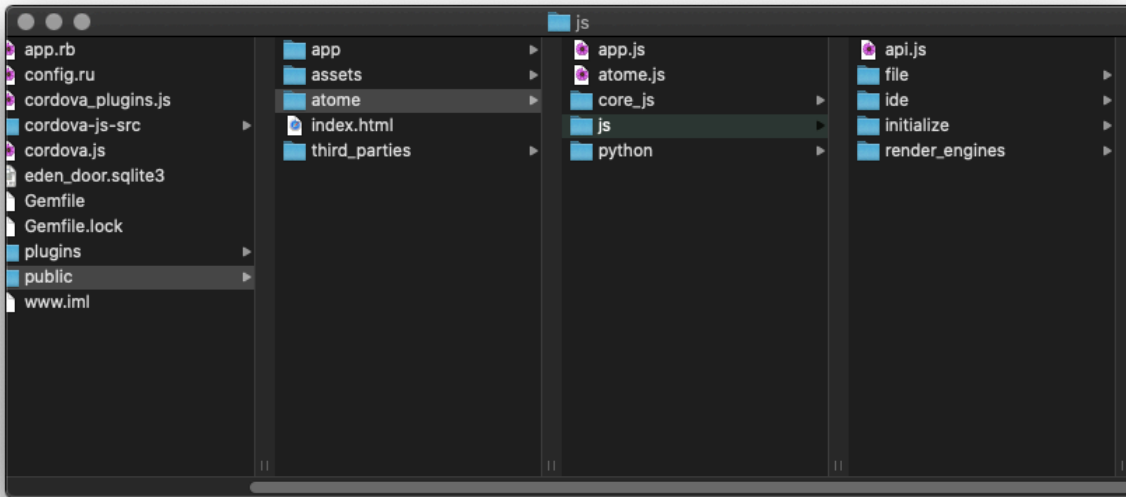 js
app.rb
config.ru
cordova_plugins.js
cordova-js-src
cordova.js
eden_door.sqlite3
Gemfile
Gemfile.lock
plugins
public
www.iml
app
assets
atome
index.html
third_parties
app.js
atome.js
core_js
js
python
api.js
file
ide
initialize
render_engines